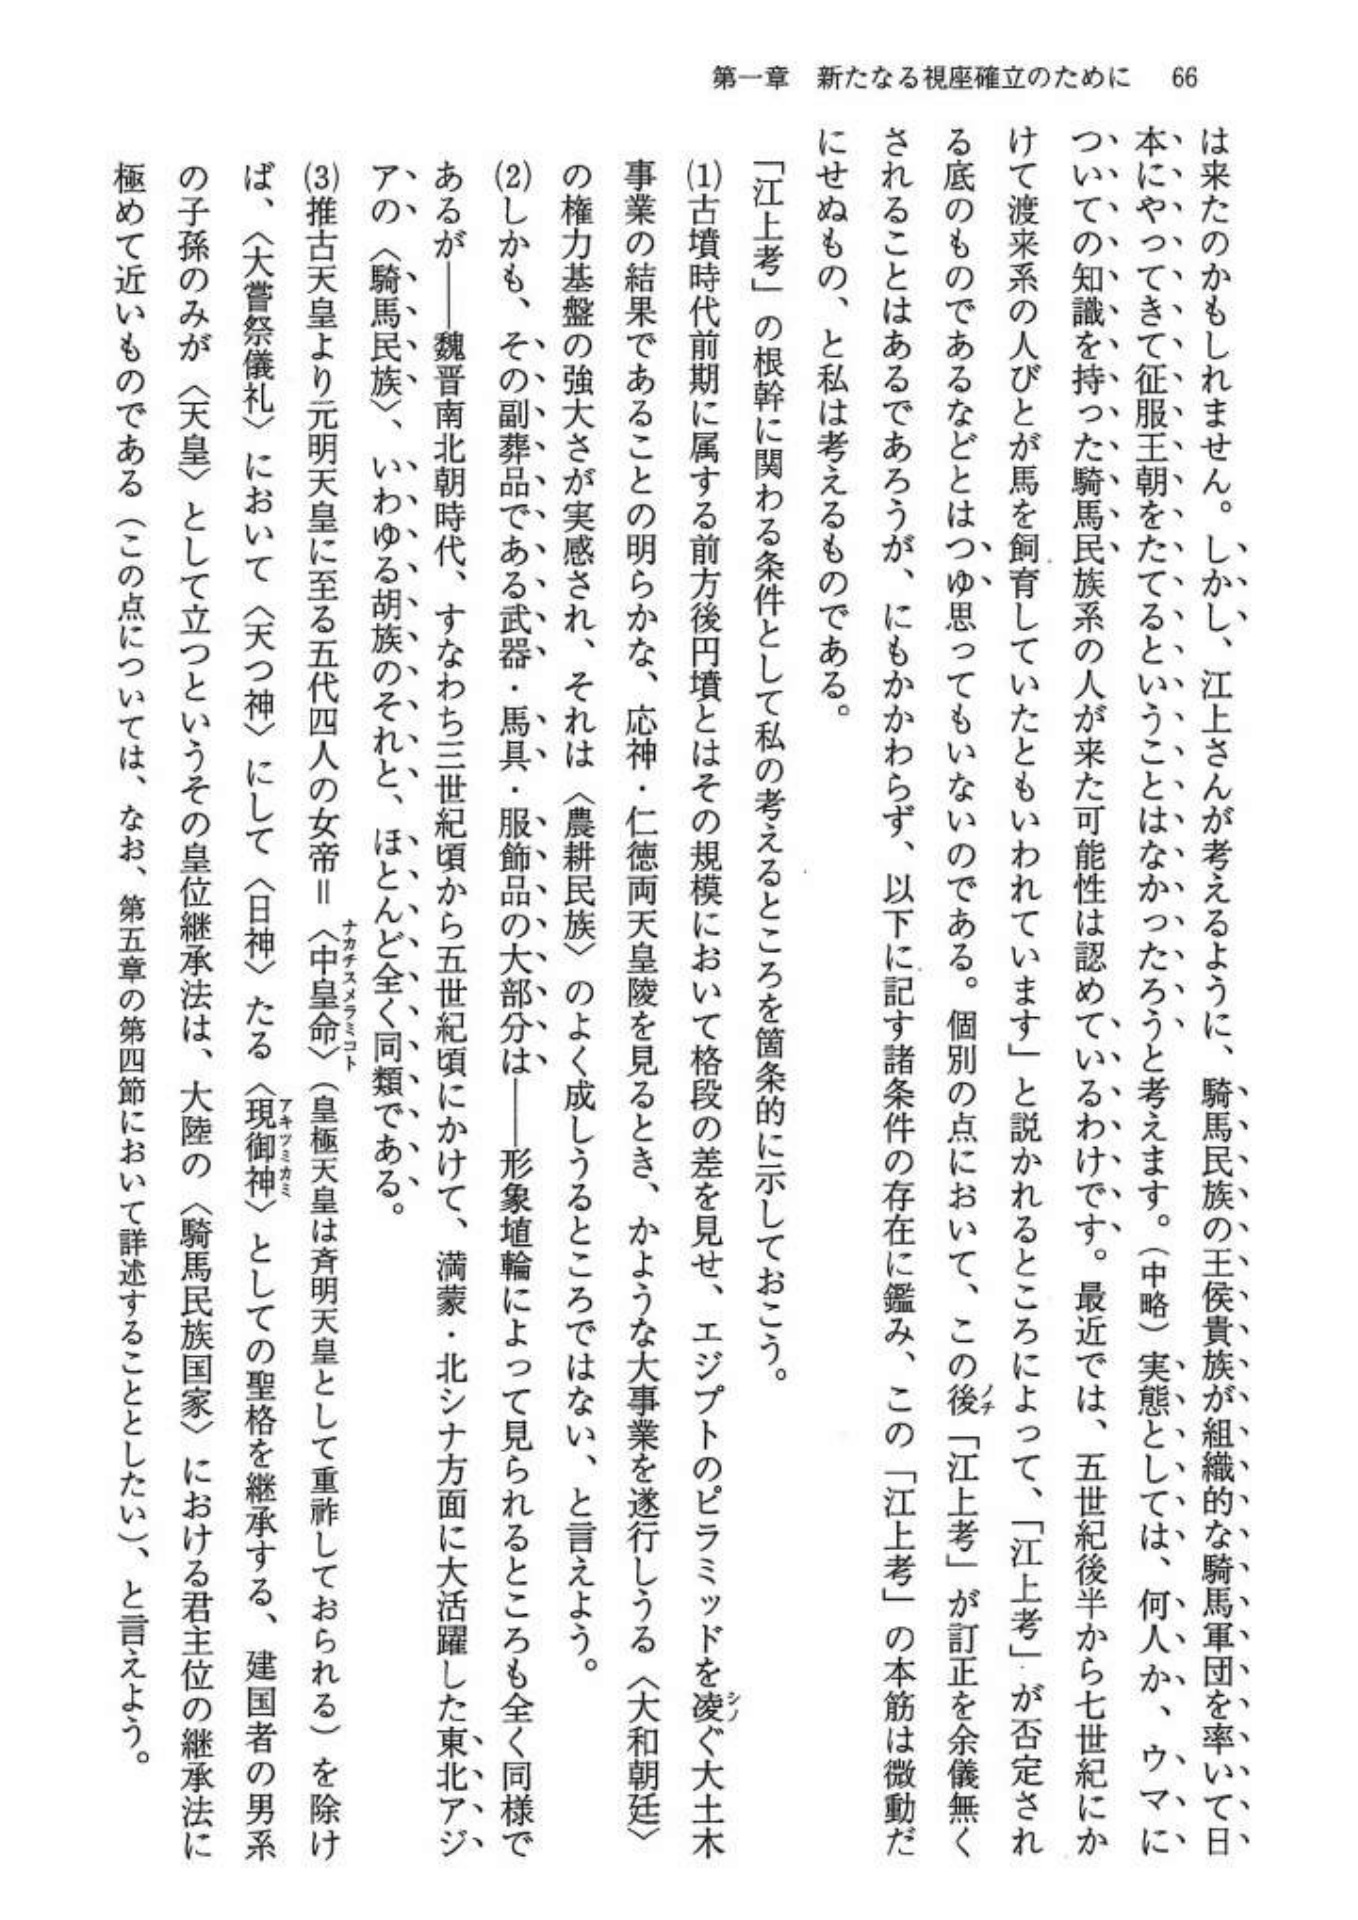 第一章　新たなる視座確立のために　66
は来たのかもしれません。しかし、江上さんが考えるように、騎馬民族の王侯貴族が組織的な騎馬軍団を率いて日
本にやってきて征服王朝をたてるということはなかったろうと考えます。（中略）実態としては、何人か、ウマに
ついての知識を持った騎馬民族系の人が来た可能性は認めているわけです。最近では、五世紀後半から七世紀にか
けて渡来系の人びとが馬を飼育していたともいわれています」と説かれるところによって、「江上考」が否定され
る底のものであるなどとはつゆ思ってもいないのである。個別の点において、この後ノチ「江上考」が訂正を余儀無く
されることはあるであろうが、にもかかわらず、以下に記す諸条件の存在に鑑み、この「江上考」の本筋は微動だ
にせぬもの、と私は考えるものである。
「江上考」の根幹に関わる条件として私の考えるところを箇条的に示しておこう。
(1)古墳時代前期に属する前方後円墳とはその規模において格段の差を見せ、エジプトのピラミッドを凌シノぐ大土木
事業の結果であることの明らかな、応神・仁徳両天皇陵を見るとき、かような大事業を遂行しうる〈大和朝廷〉
の権力基盤の強大さが実感され、それは〈農耕民族〉のよく成しうるところではない、と言えよう。
(2)しかも、その副葬品である武器・馬具・服飾品の大部分は――形象埴輪によって見られるところも全く同様で
あるが――魏晋南北朝時代、すなわち三世紀頃から五世紀頃にかけて、満蒙・北シナ方面に大活躍した東北アジ
アの〈騎馬民族〉、いわゆる胡族のそれと、ほとんど全く同類である。
(3)推古天皇より元明天皇に至る五代四人の女帝＝〈中皇命ナカチスメラミコト〉（皇極天皇は斉明天皇として重祚しておられる）を除け
ば、〈大嘗祭儀礼〉において〈天つ神〉にして〈日神〉たる〈現御神アキツミカミ〉としての聖格を継承する、建国者の男系
の子孫のみが〈天皇〉として立つというその皇位継承法は、大陸の〈騎馬民族国家〉における君主位の継承法に
極めて近いものである（この点については、なお、第五章の第四節において詳述することとしたい）、と言えよう。